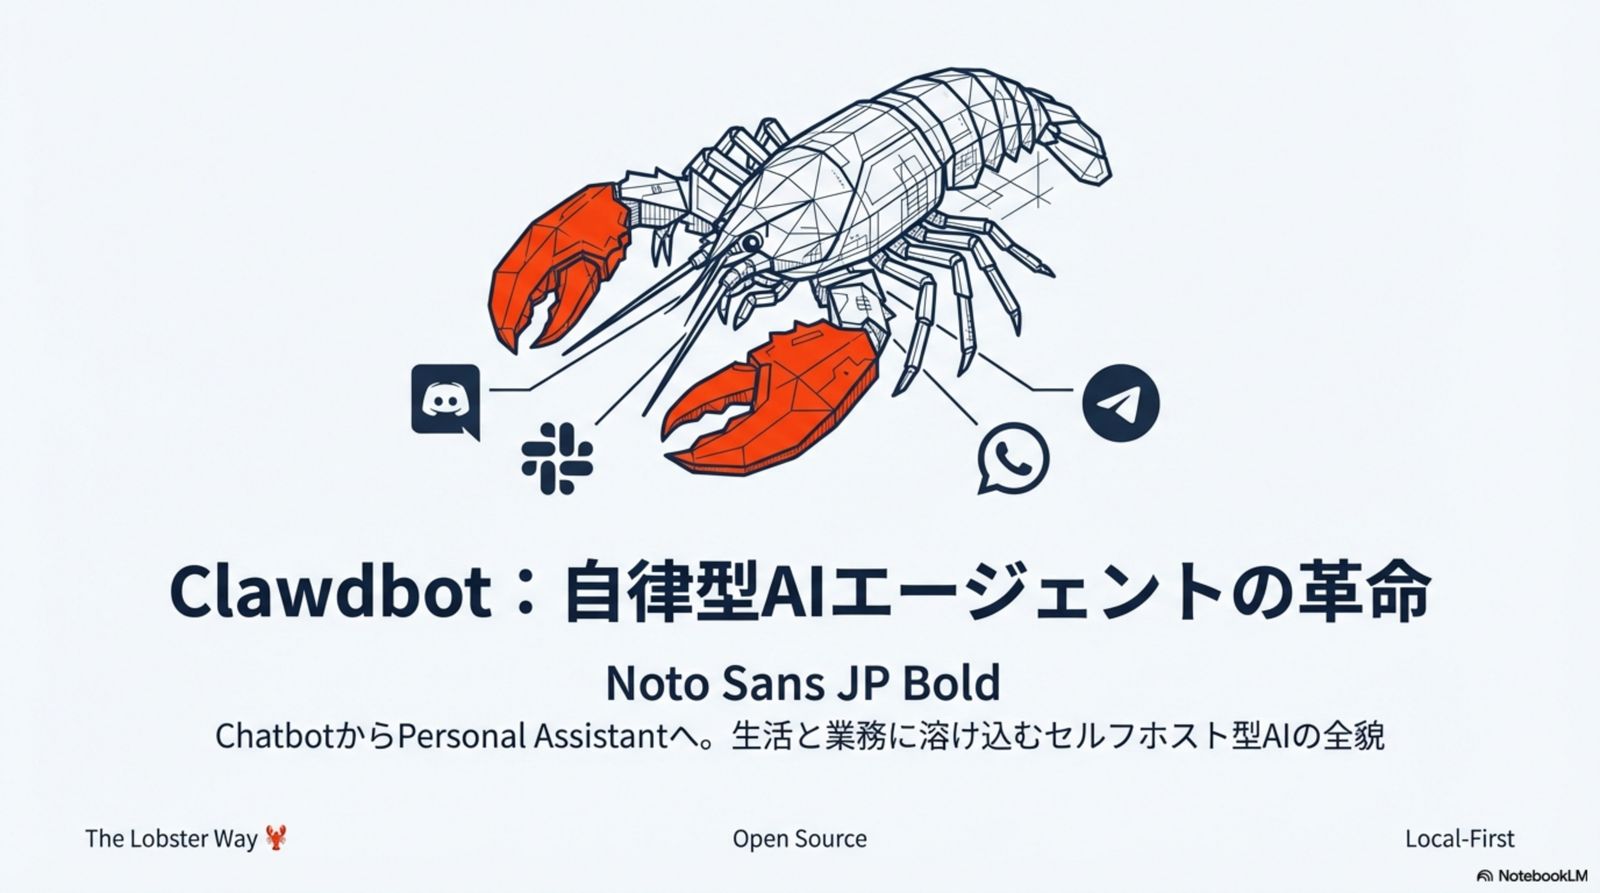 Clawdbot：自律型AIエージェントの革命
Noto Sans JP Bold
ChatbotからPersonal Assistantへ。生活と業務に溶け込むセルフホスト型AIの全貌
The Lobster Way 🦞
Open Source
Local-First
NotebookLM